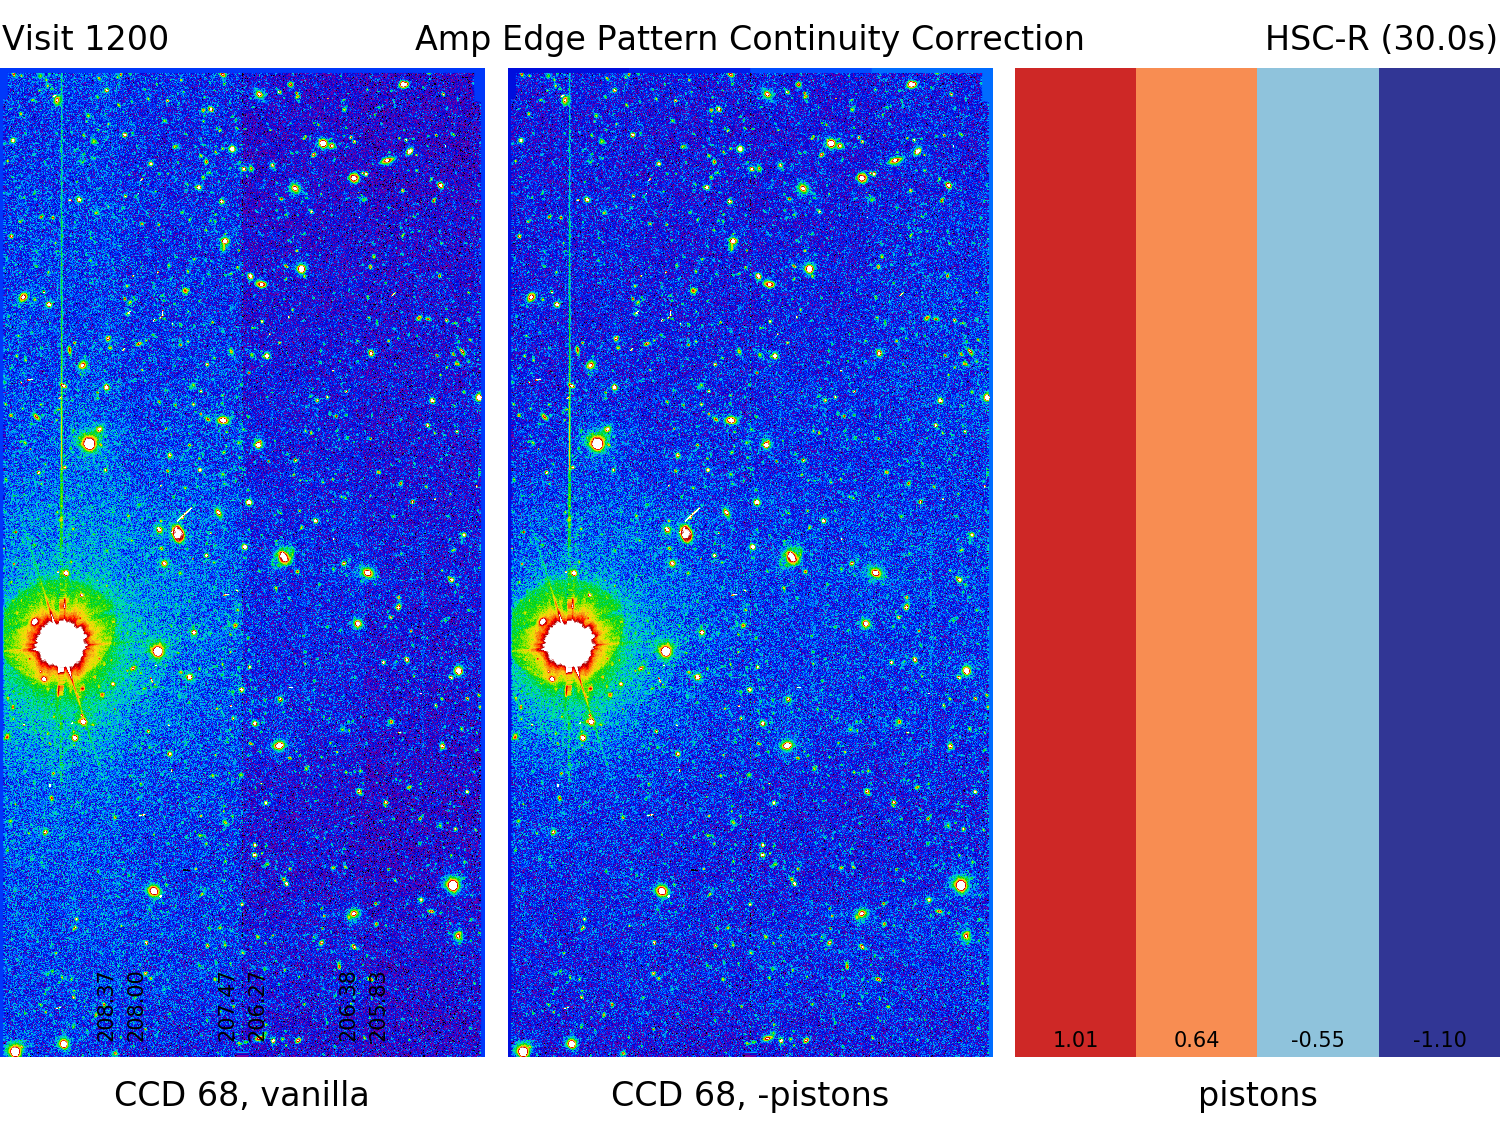 Visit 1200
Amp Edge Pattern Continuity Correction
HSC-R (30.0s)
208.37
208.00
207.47
206.27
206.38
205.83
1.01
0.64
-0.55
-1.10
CCD 68, vanilla
CCD 68, -pistons
pistons